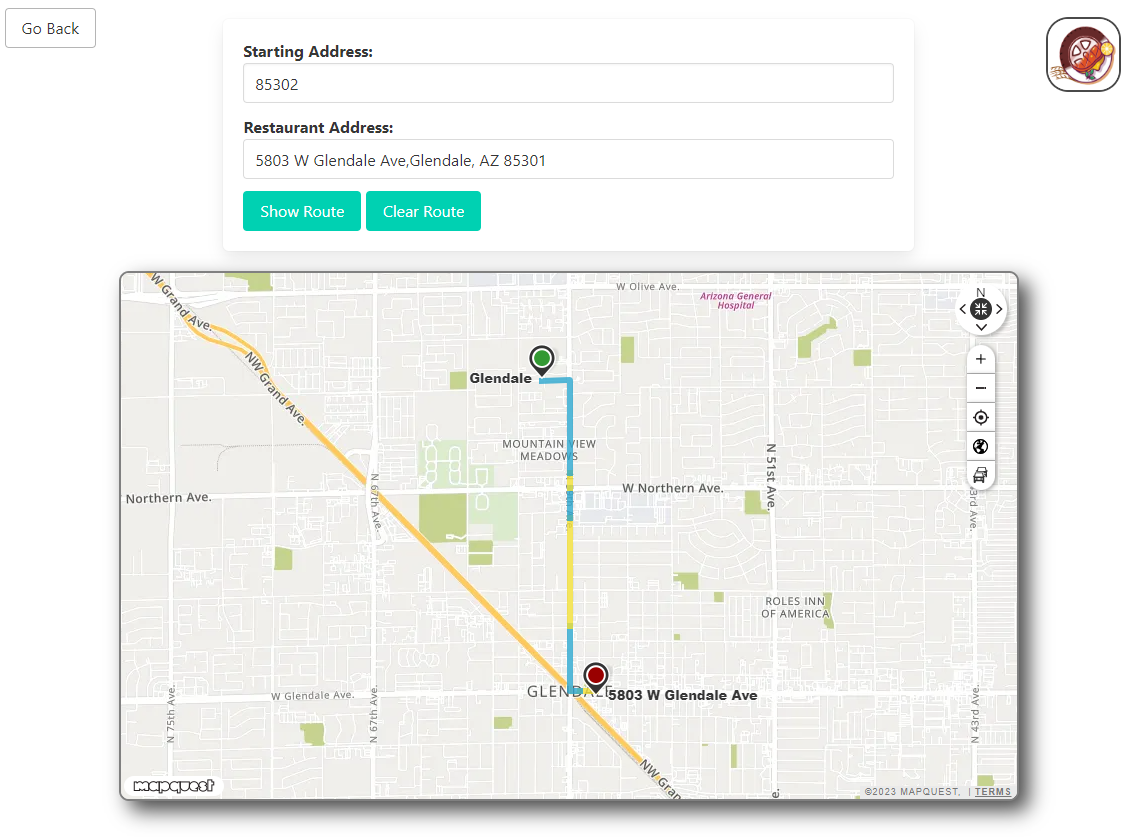 Go Back
Starting Address:
85302
Restaurant Address:
5803 W Glendale Ave,Glendale, AZ 85301
Show Route
Clear Route
W Grand Ave.
W Olive Ave.
Arizona General
Hospital
N
NW Grand Ave.
Glendale
MOUNTAIN VIEW
MEADOWS
N 51st Ave.
Northern Ave.
N 67th Ave.
W Northern Ave.
3rd Ave.
ROLES INN
OF AMERICA
GLENDALE
5803 W Glendale Ave
W Glendale Ave.
N 75th Ave.
N 67th Ave.
N 43rd Ave.
NW Gran
e.
mapquest
©2023 MAPQUEST, | TERMS